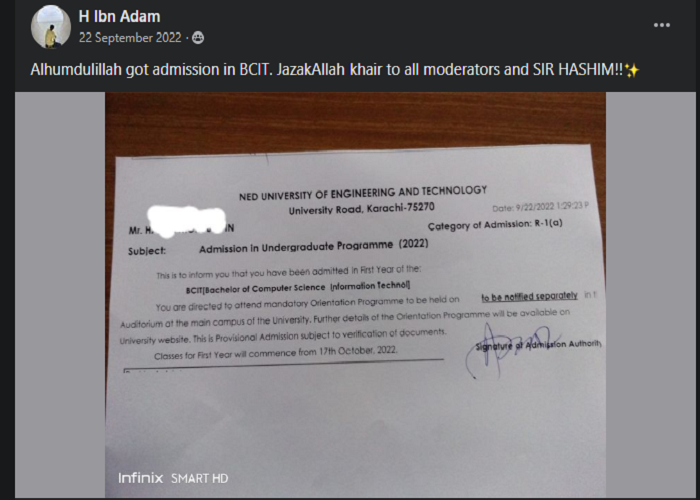 H Ibn Adam
22 September 2022 ·
Alhumdulillah got admission in BCIT. JazakAllah khair to all moderators and SIR HASHIM!!✨
NED UNIVERSITY OF ENGINEERING AND TECHNOLOGY
University Road, Karachi-75270
Date: 9/22/2022 1:29:23 P
Mr. H. IN
Category of Admission: R-1(a)
Subject: Admission in Undergraduate Programme (2022)
This is to inform you that you have been admitted in First Year of the:
BCIT[Bachelor of Computer Science Information Technol]
You are directed to attend mandatory Orientation Programme to be held on to be notified separately in t
Auditorium at the main campus of the University. Further details of the Orientation Programme will be available on
University website. This is Provisional Admission subject to verification of documents.
Classes for First Year will commence from 17th October, 2022.
Signature of Admission Authorit
Infinix SMART HD